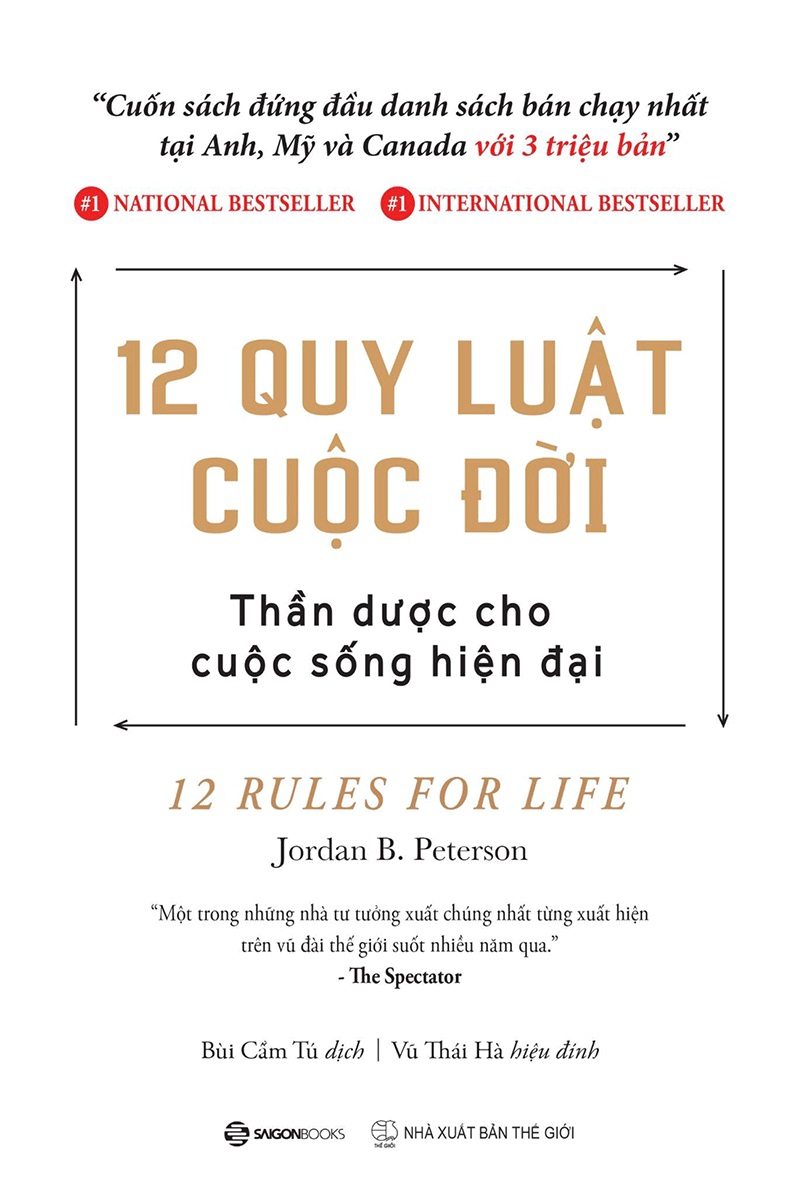 “Cuốn sách đứng đầu danh sách bán chạy nhất
tại Anh, Mỹ và Canada với 3 triệu bản”
#1 NATIONAL BESTSELLER #1 INTERNATIONAL BESTSELLER
12 QUY LUẬT
CUỘC ĐỜI
Thần dược cho
cuộc sống hiện đại
12 RULES FOR LIFE
Jordan B. Peterson
“Một trong những nhà tư tưởng xuất chúng nhất từng xuất hiện
trên vũ đài thế giới suốt nhiều năm qua.”
- The Spectator
Bùi Cẩm Tú dịch | Vũ Thái Hà hiệu đính
SAIGONBOOKS THẾ GIỚI NHÀ XUẤT BẢN THẾ GIỚI